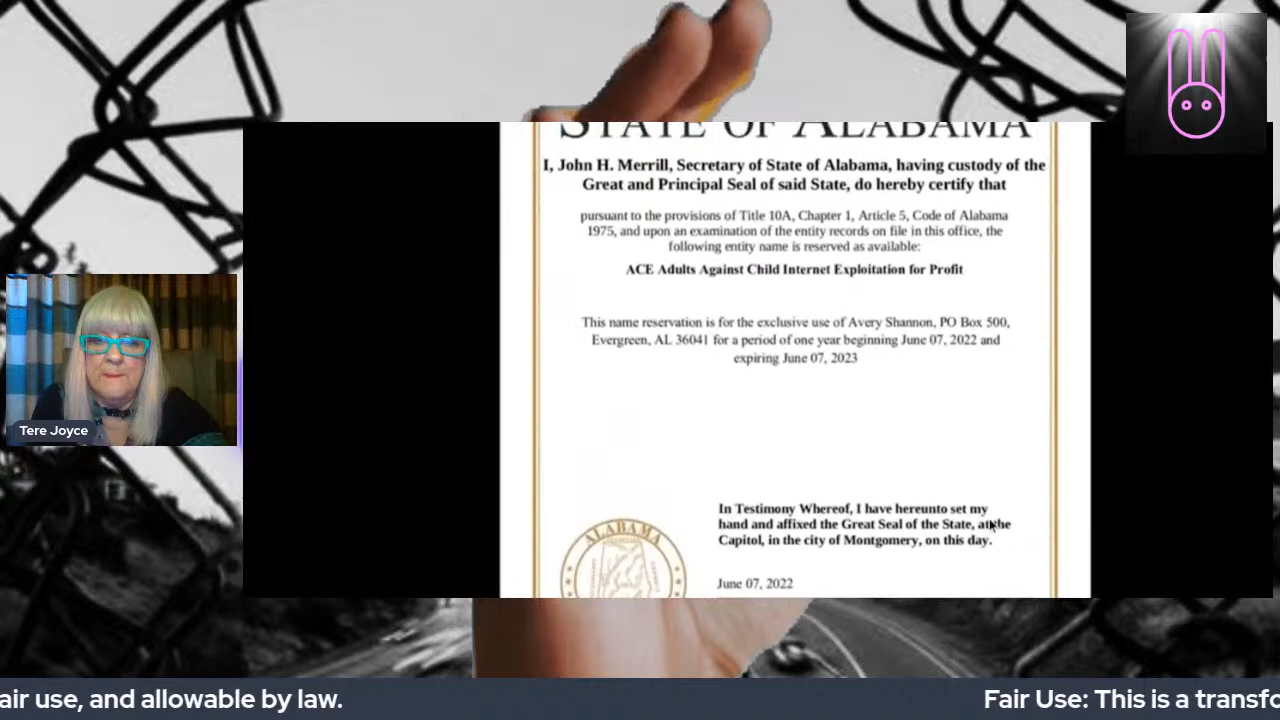 STATE OF ALABAMA
I, John H. Merrill, Secretary of State of Alabama, having custody of the
Great and Principal Seal of said State, do hereby certify that
pursuant to the provisions of Title 10A, Chapter 1, Article 5, Code of Alabama
1975, and upon an examination of the entity records on file in this office, the
following entity name is reserved as available:
ACE Adults Against Child Internet Exploitation for Profit
This name reservation is for the exclusive use of Avery Shannon, PO Box 500,
Evergreen, AL 36041 for a period of one year beginning June 07, 2022 and
expiring June 07, 2023
Tere Joyce
In Testimony Whereof, I have hereunto set my
hand and affixed the Great Seal of the State, at the
Capitol, in the city of Montgomery, on this day.
ALABAMA
June 07, 2022
air use, and allowable by law.
Fair Use: This is a transfo